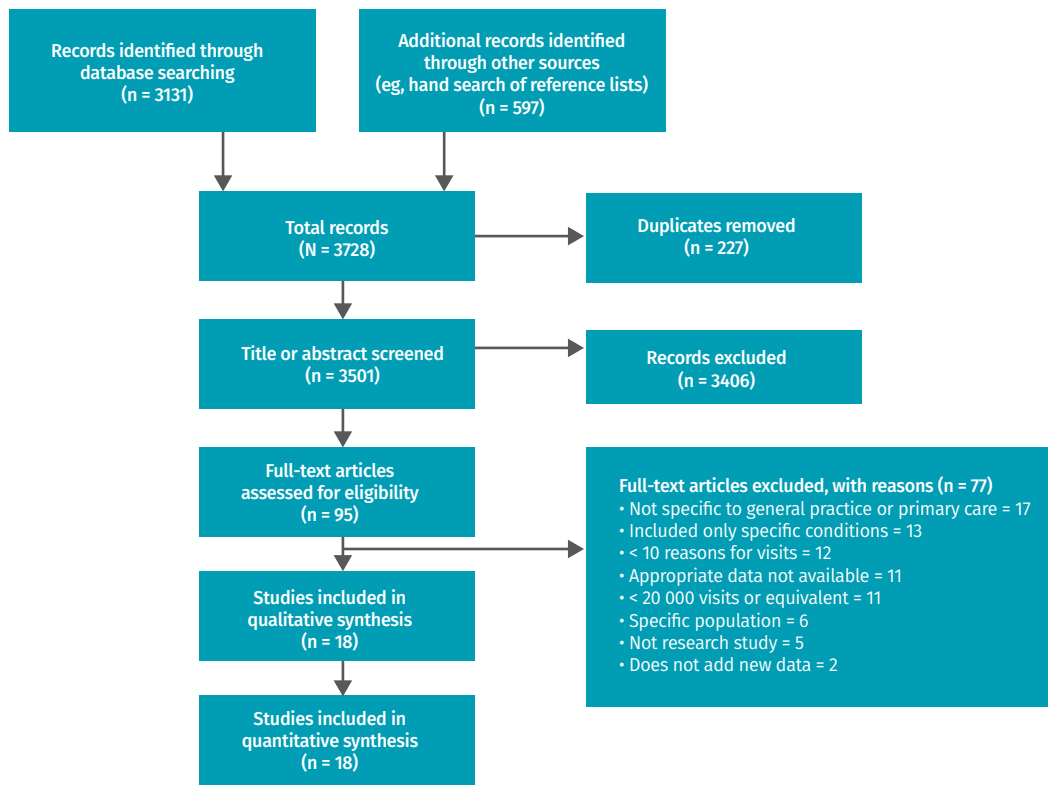 Records identified through
database searching
(n = 3131)
Additional records identified
through other sources
(eg, hand search of reference lists)
(n = 597)
Total records
(N = 3728)
Duplicates removed
(n = 227)
Title or abstract screened
(n = 3501)
Records excluded
(n = 3406)
Full-text articles
assessed for eligibility
(n = 95)
Full-text articles excluded, with reasons (n = 77)
• Not specific to general practice or primary care = 17
• Included only specific conditions = 13
• < 10 reasons for visits = 12
• Appropriate data not available = 11
• < 20 000 visits or equivalent = 11
• Specific population = 6
• Not research study = 5
• Does not add new data = 2
Studies included in
qualitative synthesis
(n = 18)
Studies included in
quantitative synthesis
(n = 18)